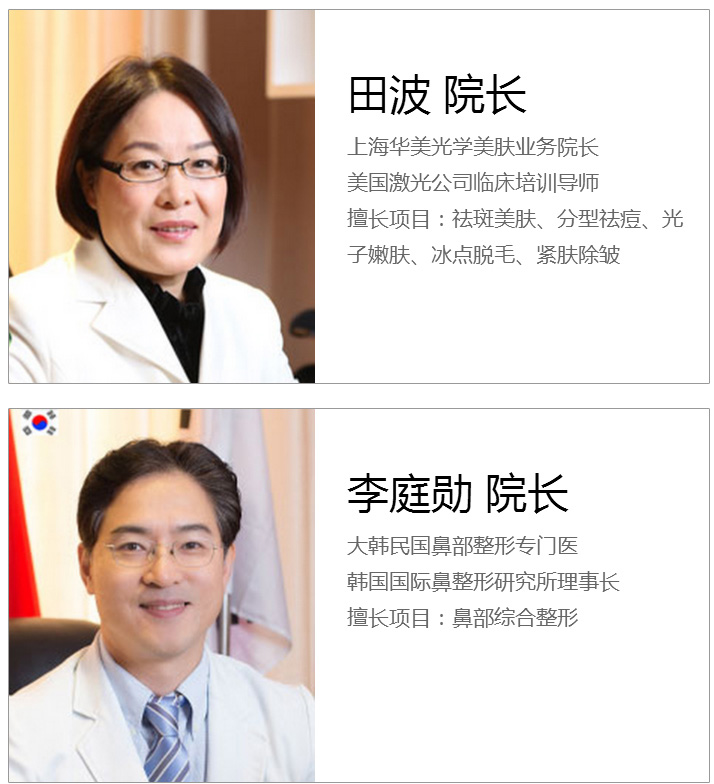 田波 院长
上海华美光学美肤业务院长
美国激光公司临床培训导师
擅长项目：祛斑美肤、分型祛痘、光
子嫩肤、冰点脱毛、紧肤除皱
李庭勋 院长
大韩民国鼻部整形专门医
韩国国际鼻整形研究所理事长
擅长项目：鼻部综合整形